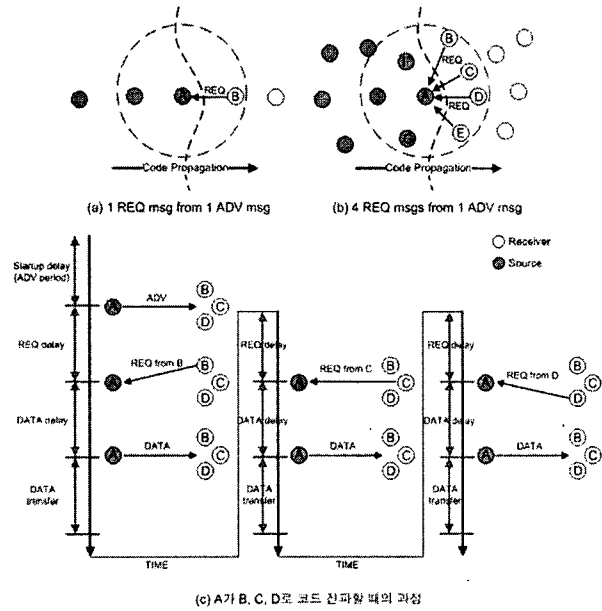 B
REQ
C
A
REQ
B
A
REQ
D
E
Code Propagation
Code Propagation
(a) 1 REQ msg from 1 ADV msg
(b) 4 REQ msgs from 1 ADV msg
Receiver
Source
Startup delay
(ADV period)
A
ADV
B
C
D
REQ delay
REQ delay
REQ delay
A
REQ from B
B
C
D
A
REQ from C
B
C
D
A
REQ from D
B
C
D
DATA delay
DATA delay
DATA delay
A
DATA
B
C
D
A
DATA
B
C
D
A
DATA
B
C
D
DATA
transfer
DATA
transfer
DATA
transfer
TIME
TIME
(c) A가 B, C, D로 코드 전파할 때의 과정